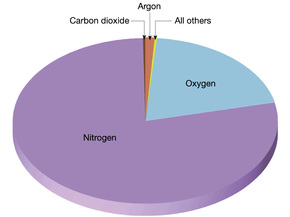 Argon
Carbon dioxide
All others
Oxygen
Nitrogen